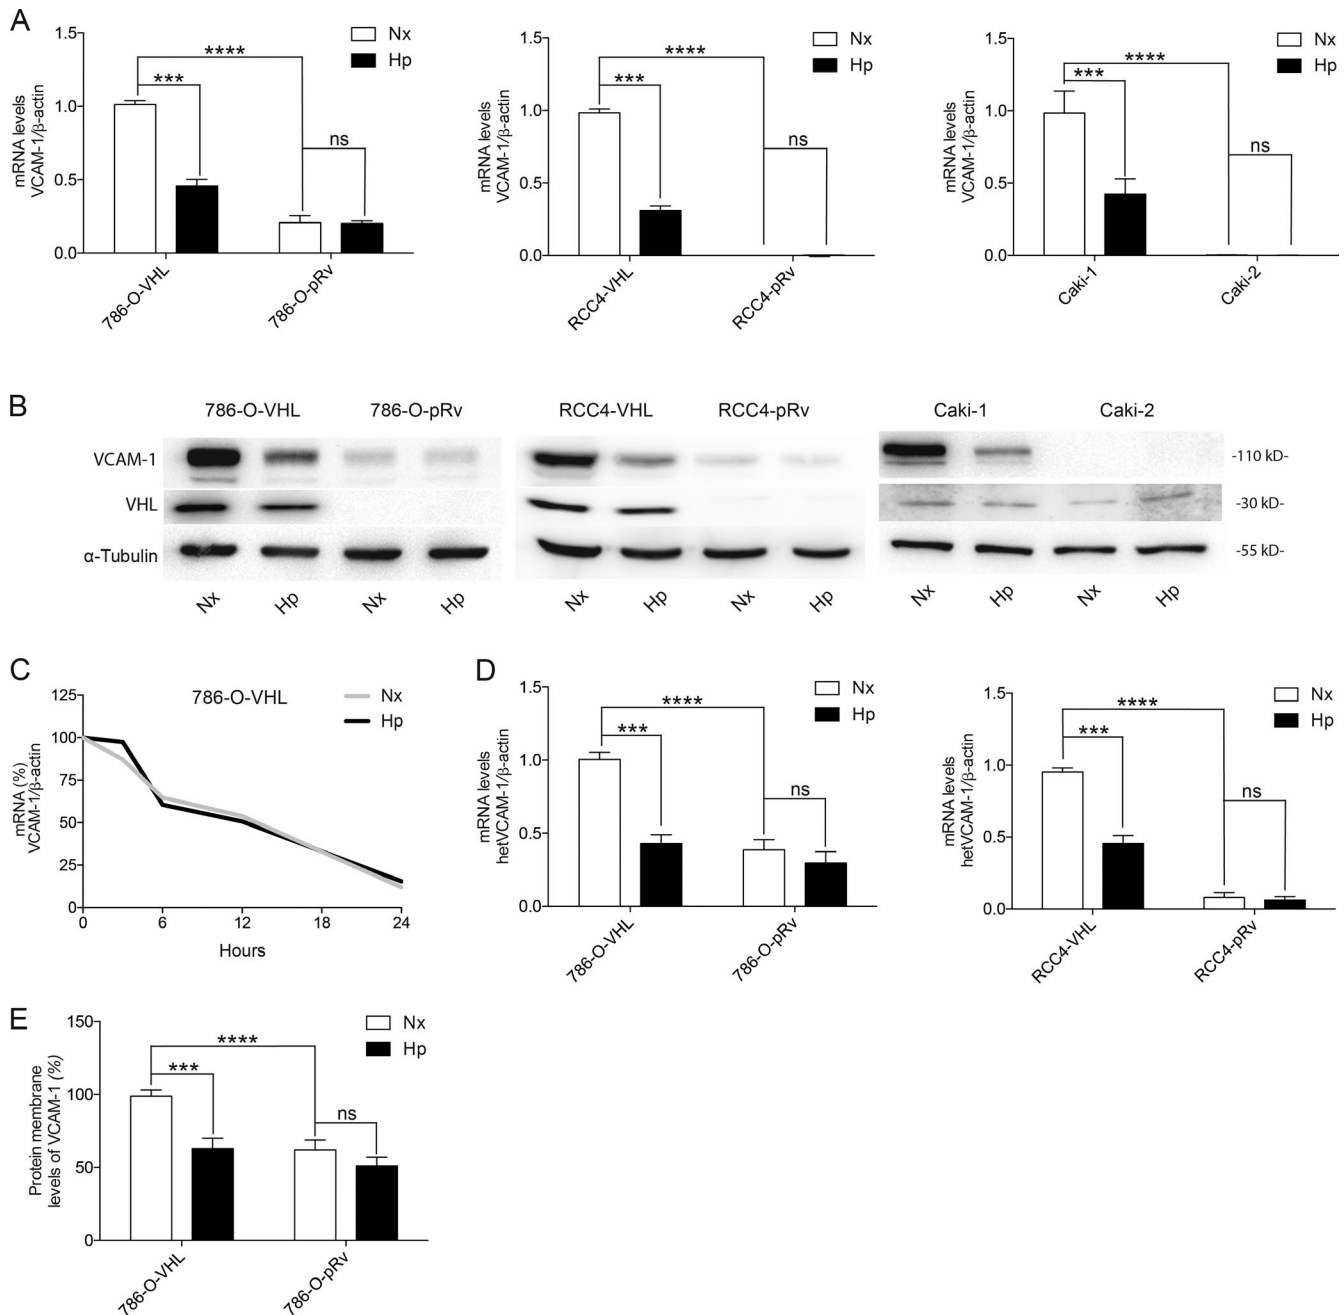 A
1.5
1.0
0.5
0.0
mRNA levels
VCAM-1/β-actin
****
***
ns
Nx
Hp
786-O-VHL
786-O-pRv
1.5
1.0
0.5
0.0
mRNA levels
VCAM-1/β-actin
****
***
ns
Nx
Hp
RCC4-VHL
RCC4-pRv
1.5
1.0
0.5
0.0
mRNA levels
VCAM-1/β-actin
****
***
ns
Nx
Hp
Caki-1
Caki-2
B
786-O-VHL 786-O-pRv RCC4-VHL RCC4-pRv Caki-1 Caki-2
VCAM-1 -110 kD-
VHL -30 kD-
α-Tubulin -55 kD-
Nx Hp Nx Hp Nx Hp Nx Hp Nx Hp Nx Hp
C
786-O-VHL
Nx
Hp
125
100
75
50
25
0
mRNA (%)
VCAM-1/β-actin
0 6 12 18 24
Hours
D
1.5
1.0
0.5
0.0
mRNA levels
hetVCAM-1/β-actin
****
***
ns
Nx
Hp
786-O-VHL
786-O-pRv
1.5
1.0
0.5
0.0
mRNA levels
hetVCAM-1/β-actin
****
***
ns
Nx
Hp
RCC4-VHL
RCC4-pRv
E
150
100
50
0
Protein membrane
levels of VCAM-1 (%)
****
***
ns
Nx
Hp
786-O-VHL
786-O-pRv